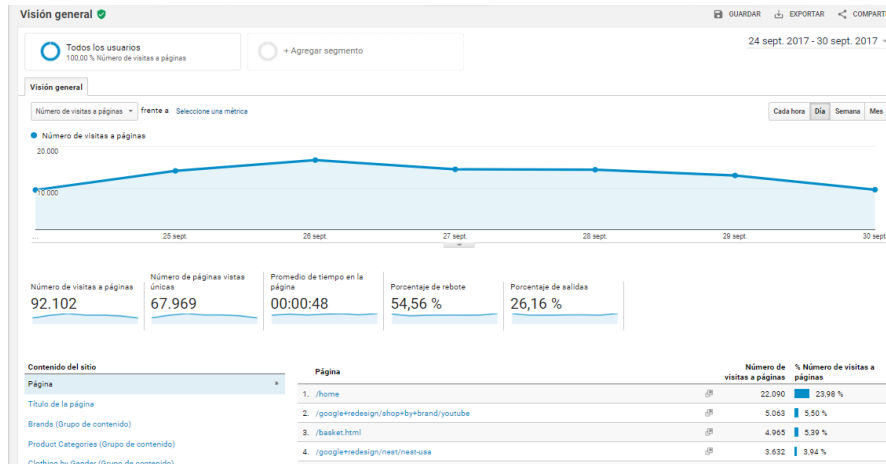 Visión general
GUARDAR EXPORTAR COMPARTI
Todos los usuarios
100,00 % Número de visitas a páginas
+ Agregar segmento
24 sept. 2017 - 30 sept. 2017
Visión general
Número de visitas a páginas frente a Seleccione una métrica
Cada hora Día Semana Mes
Número de visitas a páginas
20.000
10.000
... 25 sept. 26 sept. 27 sept. 28 sept. 29 sept. 30 sept
Número de visitas a páginas
92.102
Número de páginas vistas
únicas
67.969
Promedio de tiempo en la
página
00:00:48
Porcentaje de rebote
54,56 %
Porcentaje de salidas
26,16 %
Contenido del sitio
Página
Título de la página
Brands (Grupo de contenido)
Product Categories (Grupo de contenido)
Clothing by Gender (Grupo de contenido)
Página
Número de
visitas a páginas
% Número de visitas a
páginas
1. /home 22.090 23,98 %
2. /google+redesign/shop+by+brand/youtube 5.063 5,50 %
3. /basket.html 4.965 5,39 %
4. /google+redesign/nest/nest-usa 3.632 3,94 %